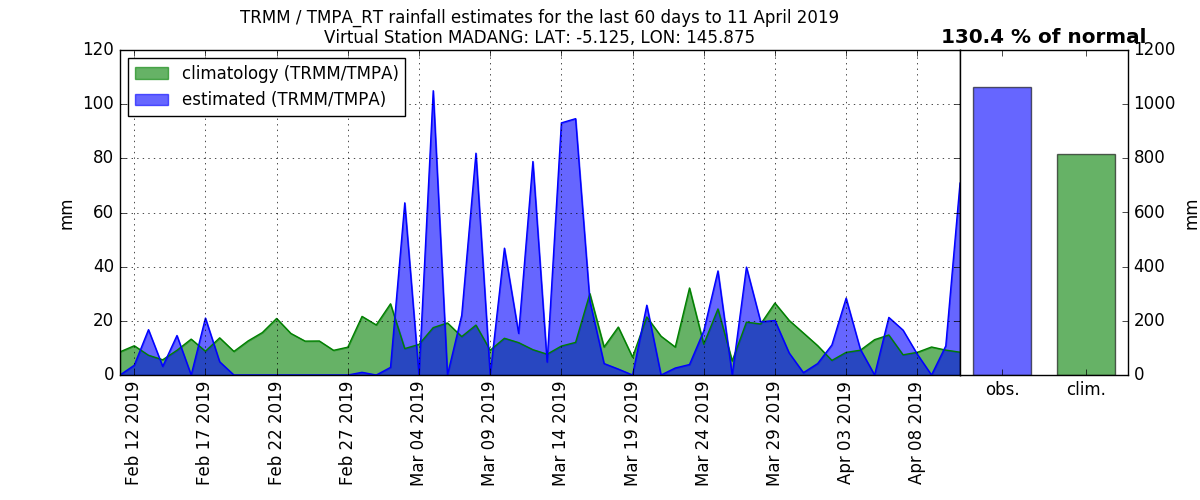 TRMM / TMPA_RT rainfall estimates for the last 60 days to 11 April 2019
Virtual Station MADANG: LAT: -5.125, LON: 145.875
130.4 % of normal
climatology (TRMM/TMPA)
estimated (TRMM/TMPA)
mm
120
100
80
60
40
20
0
Feb 12 2019
Feb 17 2019
Feb 22 2019
Feb 27 2019
Mar 04 2019
Mar 09 2019
Mar 14 2019
Mar 19 2019
Mar 24 2019
Mar 29 2019
Apr 03 2019
Apr 08 2019
obs.
clim.
1200
1000
800
600
400
200
0
mm